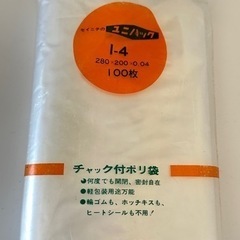 セイニチの
ユニパック
I-4
280×200×0.04
100枚
チャック付ポリ袋
●何度でも開閉、密封自在
●軽包装用途万能
●輪ゴムも、ホッチキスも、
ヒートシールも不用!